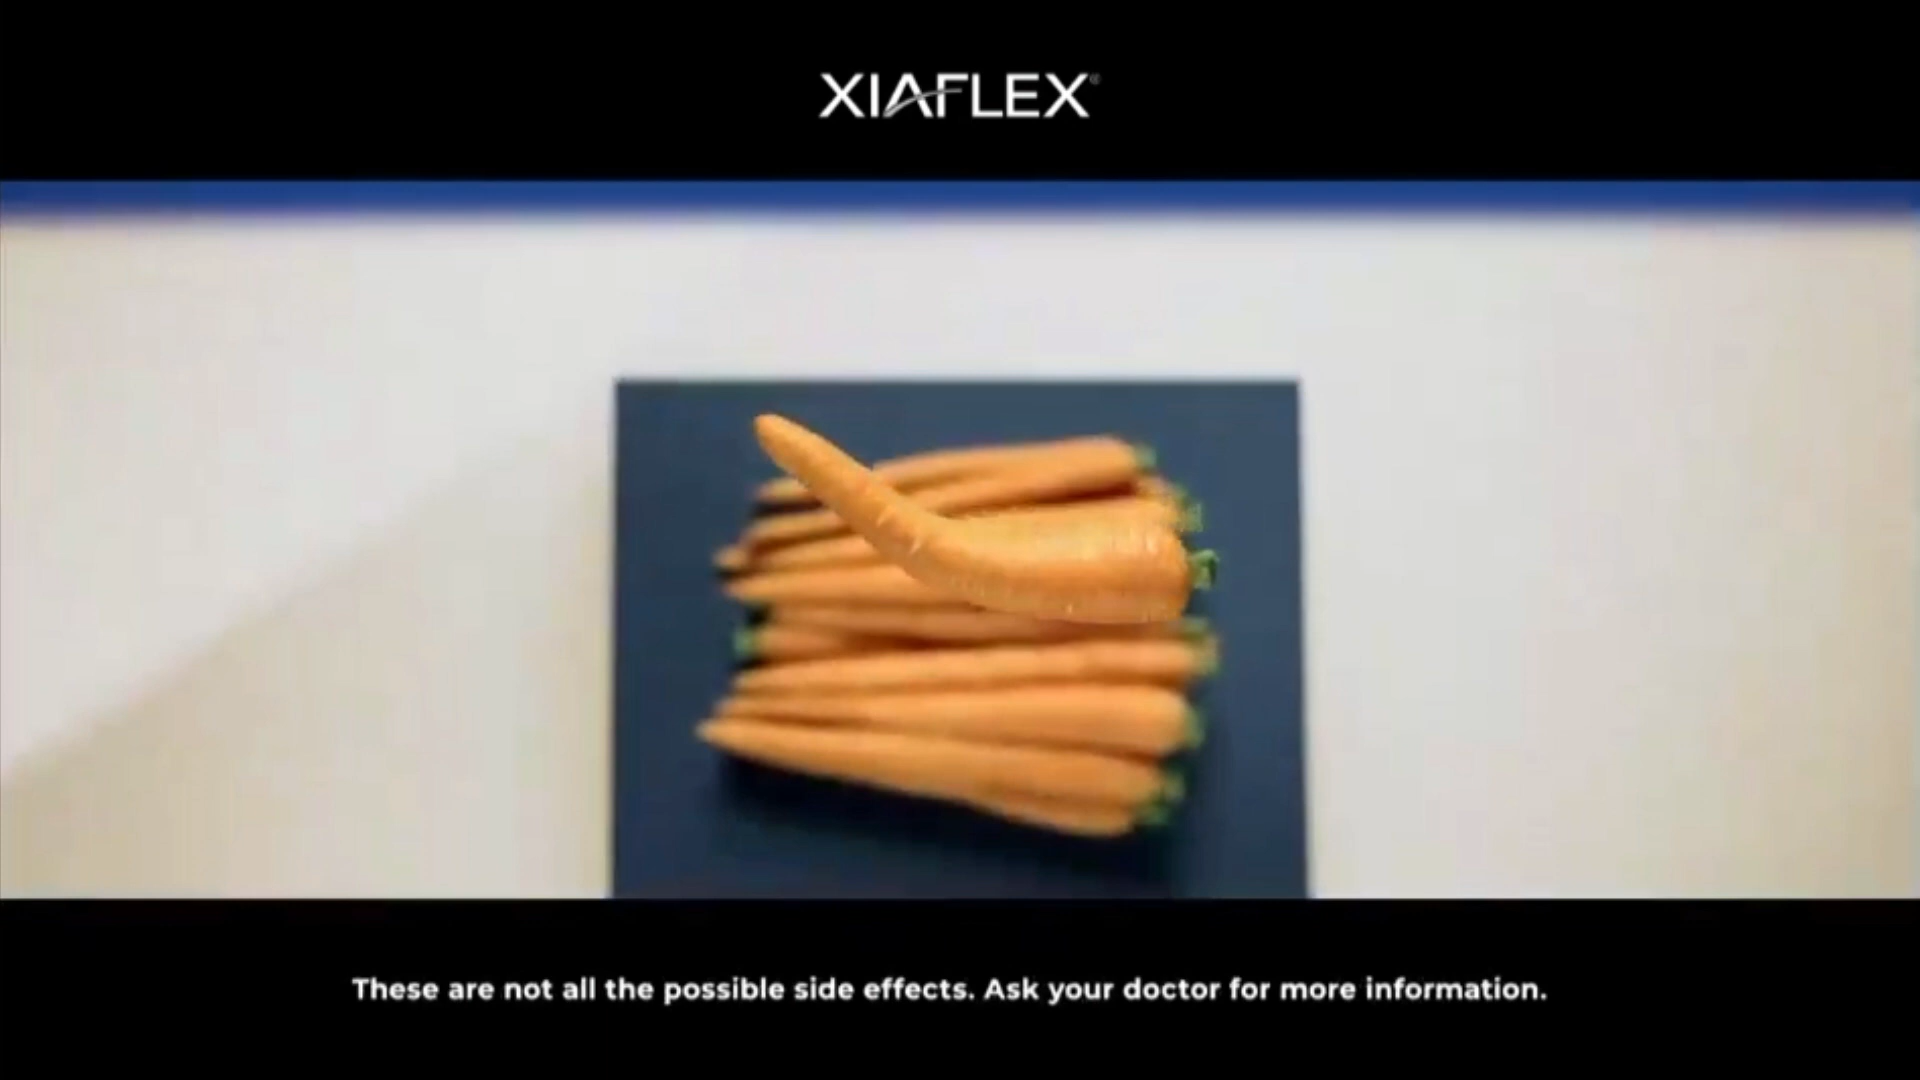 XIAFLEX®
These are not all the possible side effects. Ask your doctor for more information.